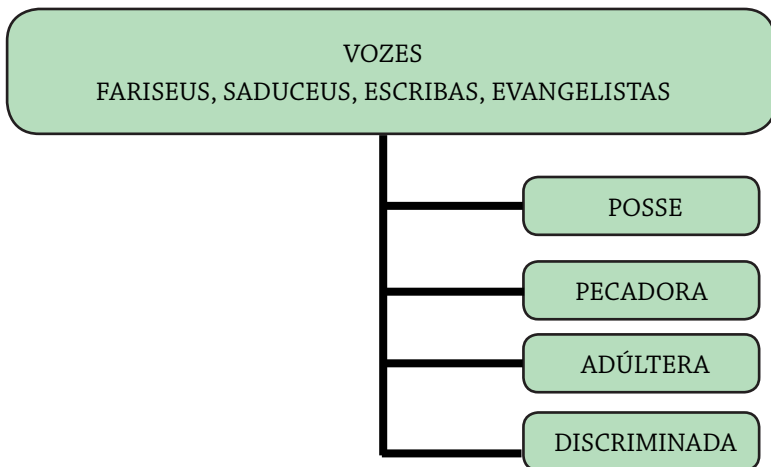 VOZES
FARISEUS, SADUCEUS, ESCRIBAS, EVANGELISTAS
POSSE
PECADORA
ADÚLTERA
DISCRIMINADA